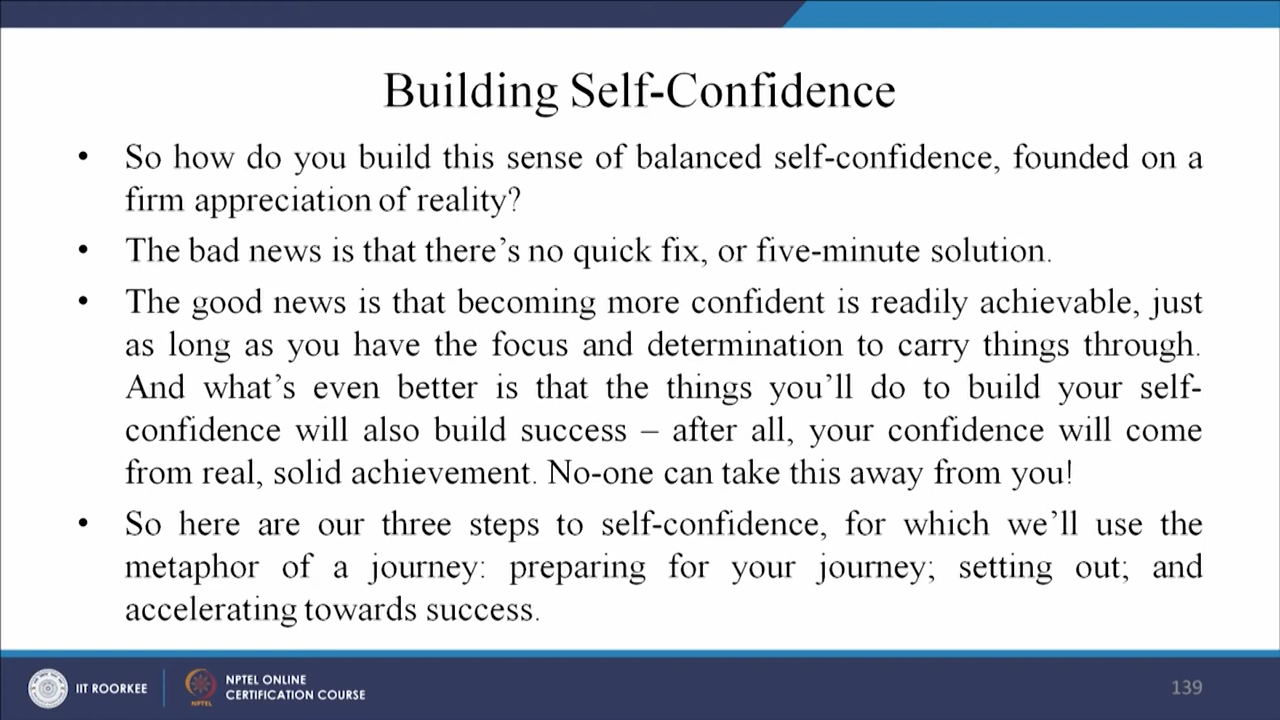 Building Self-Confidence
• So how do you build this sense of balanced self-confidence, founded on a
firm appreciation of reality?
• The bad news is that there’s no quick fix, or five-minute solution.
• The good news is that becoming more confident is readily achievable, just
as long as you have the focus and determination to carry things through.
And what’s even better is that the things you’ll do to build your self-
confidence will also build success – after all, your confidence will come
from real, solid achievement. No-one can take this away from you!
• So here are our three steps to self-confidence, for which we’ll use the
metaphor of a journey: preparing for your journey; setting out; and
accelerating towards success.
IIT ROORKEE
NPTEL
NPTEL ONLINE
CERTIFICATION COURSE
139